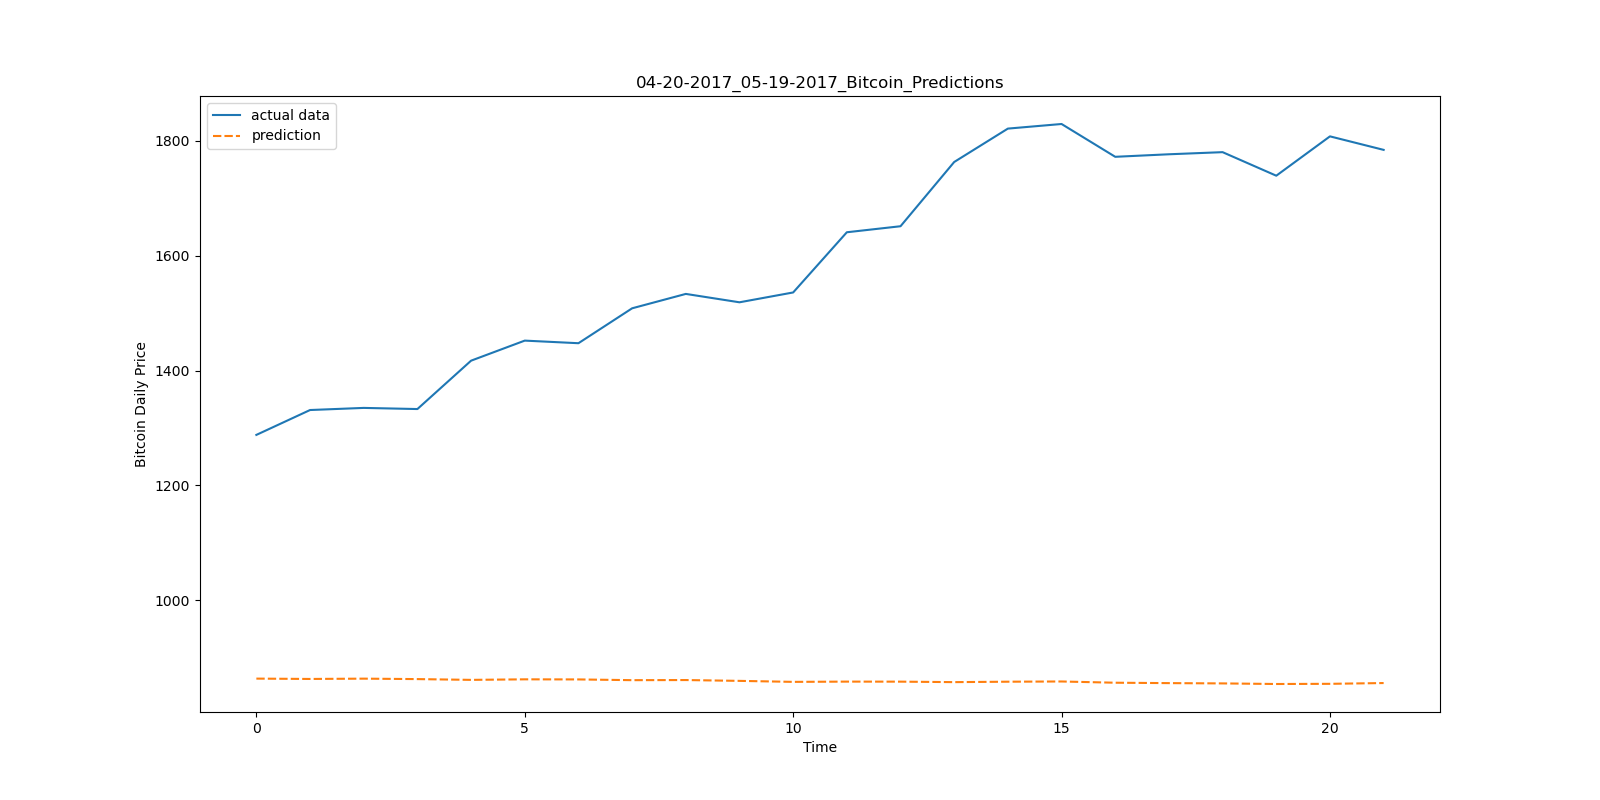 04-20-2017_05-19-2017_Bitcoin_Predictions
actual data
prediction
1800
1600
1400
1200
1000
Bitcoin Daily Price
0 5 10 15 20
Time